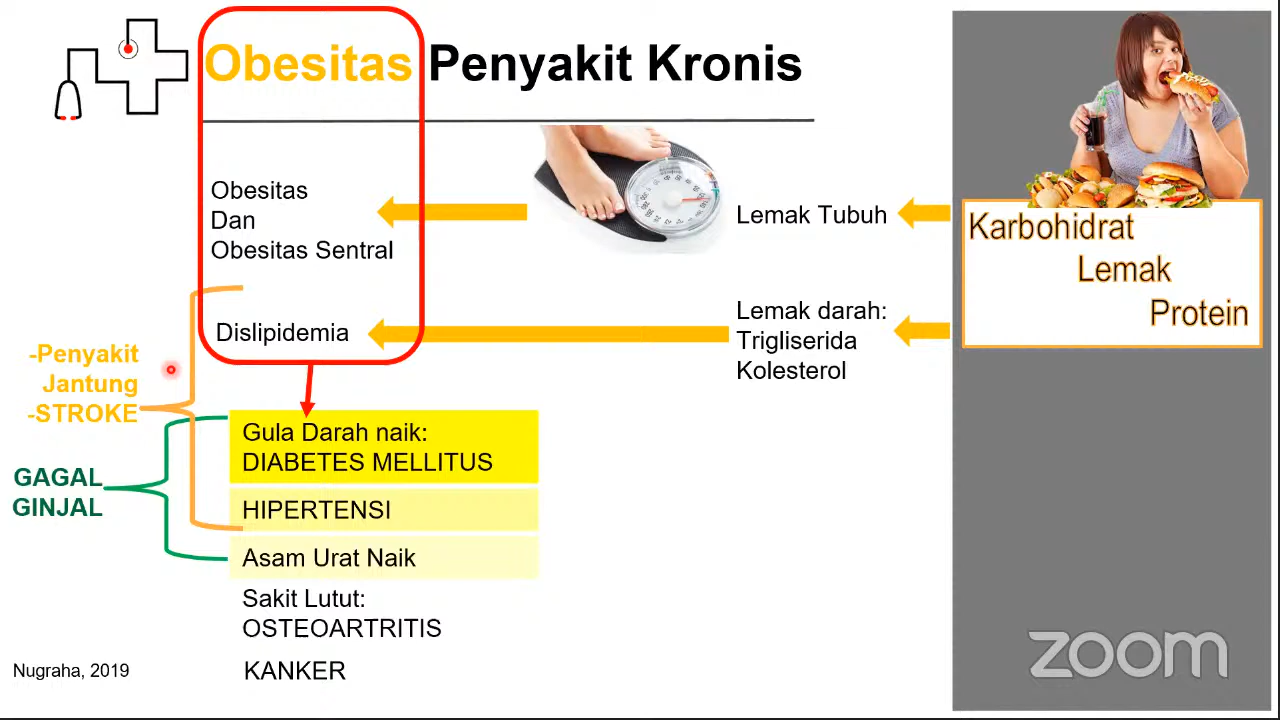 Obesitas Penyakit Kronis
Obesitas
Dan
Obesitas Sentral
Lemak Tubuh
Karbohidrat
Lemak
Protein
Dislipidemia
Lemak darah:
Trigliserida
Kolesterol
-Penyakit
Jantung
-STROKE
GAGAL
GINJAL
Gula Darah naik:
DIABETES MELLITUS
HIPERTENSI
Asam Urat Naik
Sakit Lutut:
OSTEOARTRITIS
KANKER
Nugraha, 2019
zoom